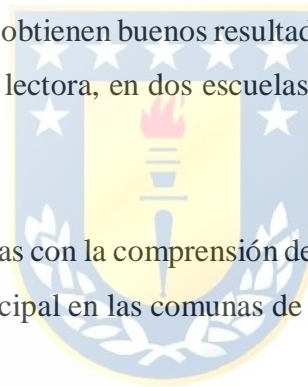 obtienen buenos resultad
lectora, en dos escuelas
as con la comprensión de
cipal en las comunas de